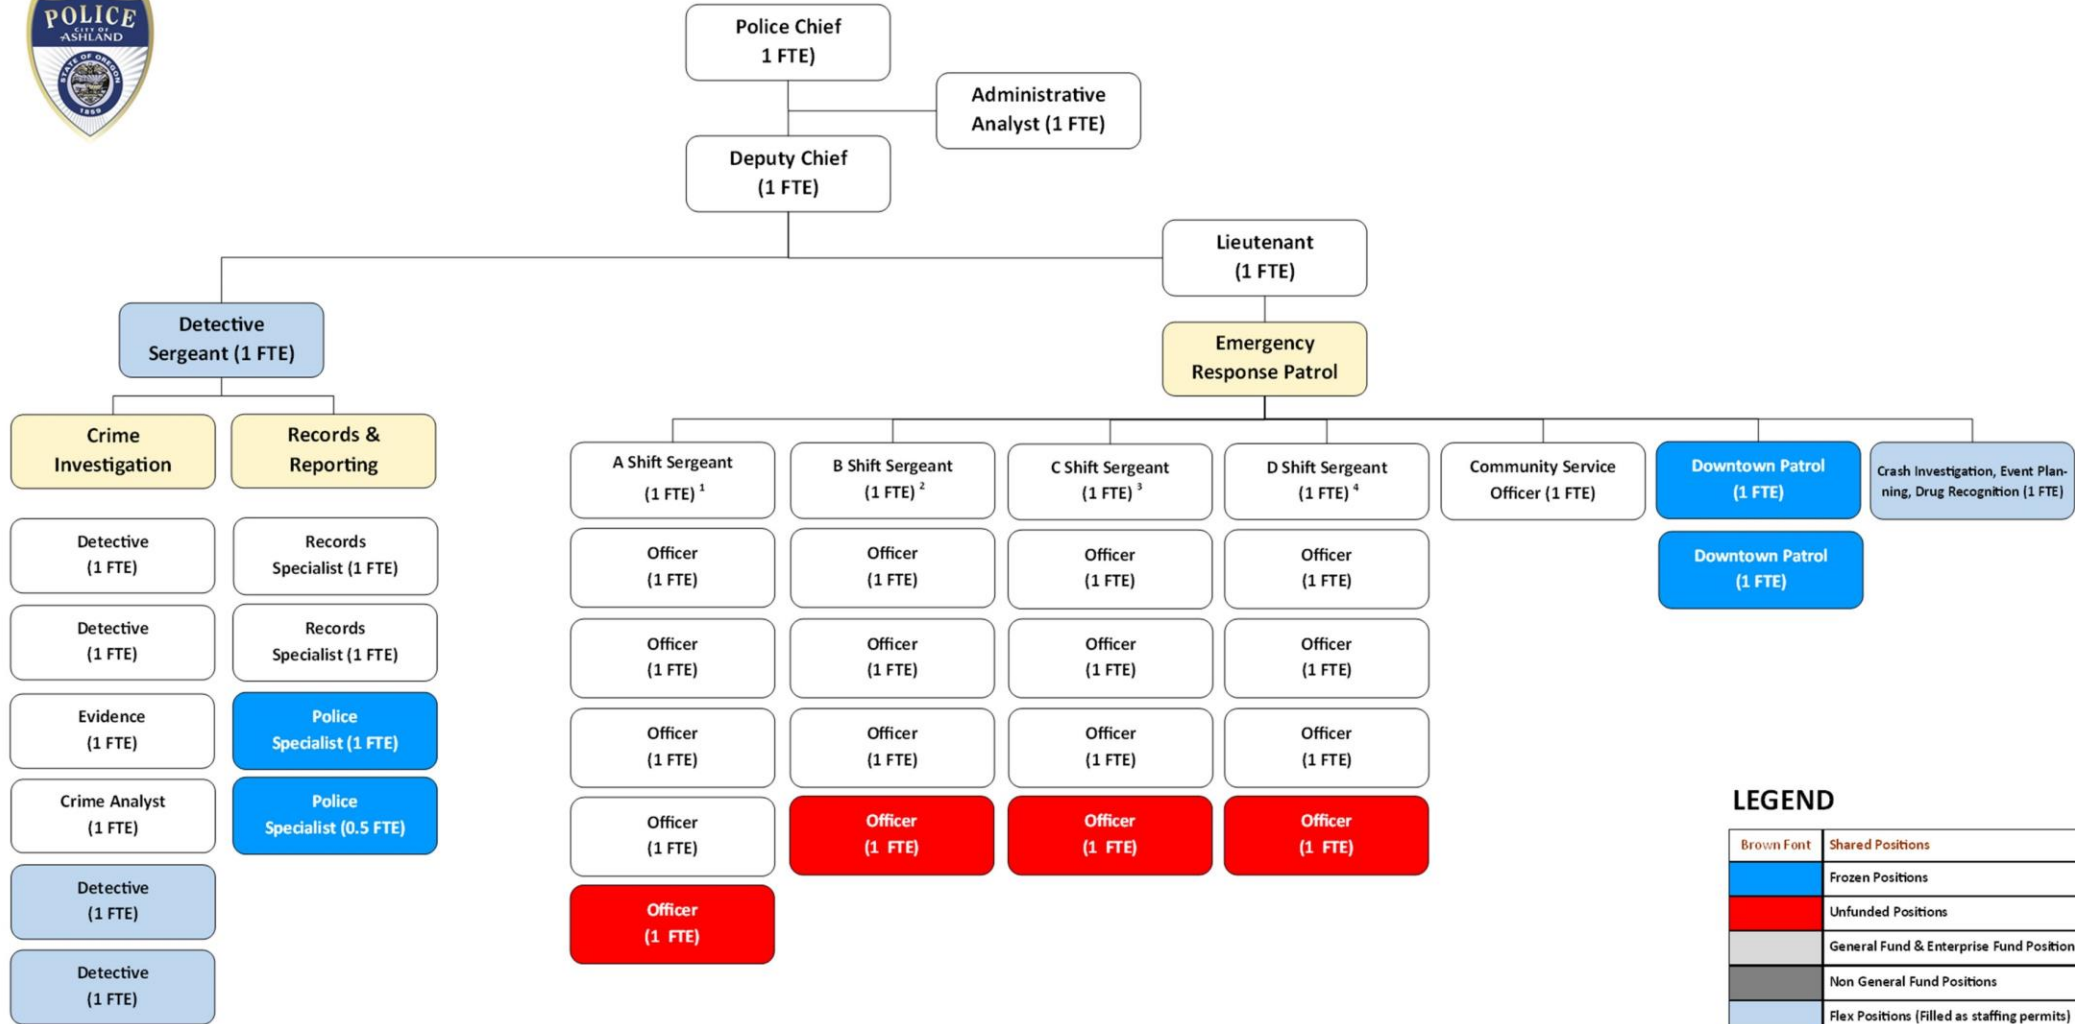 POLICE
CITY OF
ASHLAND
STATE OF OREGON
1859
Police Chief
1 FTE)
Administrative
Analyst (1 FTE)
Deputy Chief
(1 FTE)
Lieutenant
(1 FTE)
Detective
Sergeant (1 FTE)
Emergency
Response Patrol
Crime
Investigation
Records &
Reporting
Detective
(1 FTE)
Detective
(1 FTE)
Evidence
(1 FTE)
Crime Analyst
(1 FTE)
Detective
(1 FTE)
Detective
(1 FTE)
Records
Specialist (1 FTE)
Records
Specialist (1 FTE)
Police
Specialist (1 FTE)
Police
Specialist (0.5 FTE)
A Shift Sergeant
(1 FTE) 1
Officer
(1 FTE)
Officer
(1 FTE)
Officer
(1 FTE)
Officer
(1 FTE)
Officer
(1 FTE)
B Shift Sergeant
(1 FTE) 2
Officer
(1 FTE)
Officer
(1 FTE)
Officer
(1 FTE)
Officer
(1 FTE)
C Shift Sergeant
(1 FTE) 3
Officer
(1 FTE)
Officer
(1 FTE)
Officer
(1 FTE)
Officer
(1 FTE)
D Shift Sergeant
(1 FTE) 4
Officer
(1 FTE)
Officer
(1 FTE)
Officer
(1 FTE)
Officer
(1 FTE)
Community Service
Officer (1 FTE)
Downtown Patrol
(1 FTE)
Downtown Patrol
(1 FTE)
Crash Investigation, Event Plan-
ning, Drug Recognition (1 FTE)
LEGEND
Brown Font Shared Positions
Frozen Positions
Unfunded Positions
General Fund & Enterprise Fund Position
Non General Fund Positions
Flex Positions (Filled as staffing permits)